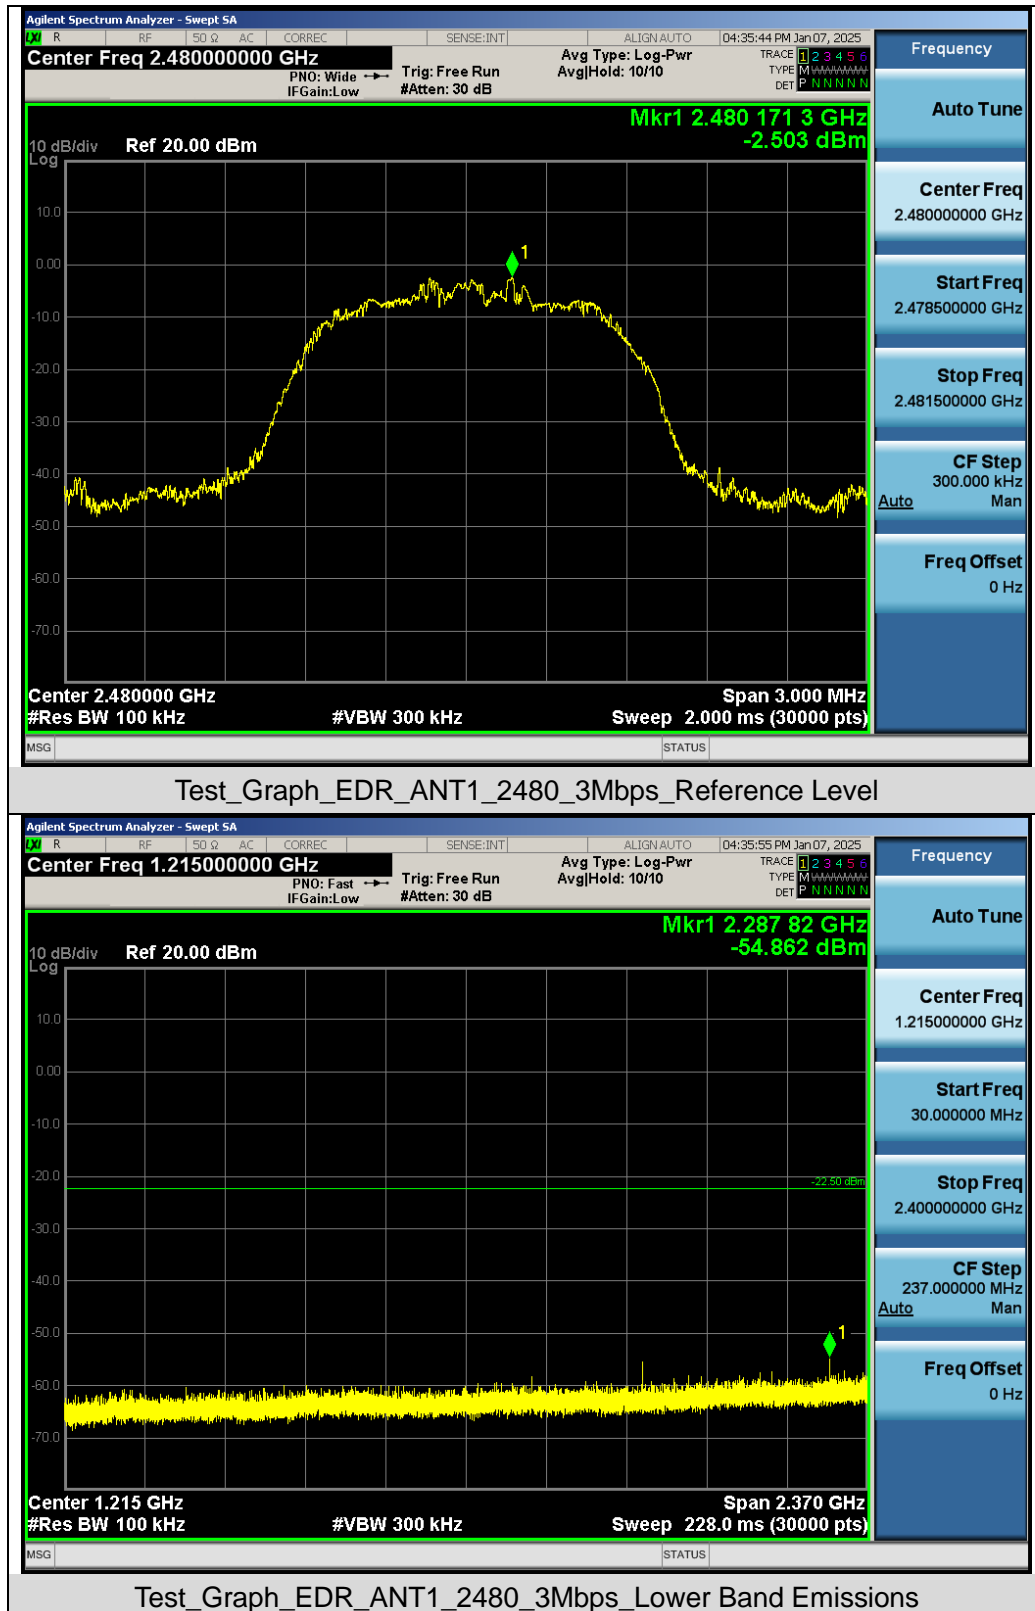 Agilent Spectrum Analyzer - Swept SA
LXI R RF 50 Ω AC CORREC SENSE:INT ALIGN AUTO 04:35:44 PM Jan 07, 2025
Center Freq 2.480000000 GHz
PNO: Wide
IFGain:Low
Trig: Free Run
#Atten: 30 dB
Avg Type: Log-Pwr
Avg|Hold: 10/10
TRACE 1 2 3 4 5 6
TYPE M
DET P N N N N N
Mkr1 2.480 171 3 GHz
-2.503 dBm
10 dB/div
Log
Ref 20.00 dBm
10.0
0.00
-10.0
-20.0
-30.0
-40.0
-50.0
-60.0
-70.0
1
Center 2.480000 GHz
Span 3.000 MHz
#Res BW 100 kHz
#VBW 300 kHz
Sweep 2.000 ms (30000 pts)
MSG
STATUS
Frequency
Auto Tune
Center Freq
2.480000000 GHz
Start Freq
2.478500000 GHz
Stop Freq
2.481500000 GHz
CF Step
300.000 kHz
Auto Man
Freq Offset
0 Hz
Test_Graph_EDR_ANT1_2480_3Mbps_Reference Level
Agilent Spectrum Analyzer - Swept SA
LXI R RF 50 Ω AC CORREC SENSE:INT ALIGN AUTO 04:35:55 PM Jan 07, 2025
Center Freq 1.215000000 GHz
PNO: Fast
IFGain:Low
Trig: Free Run
#Atten: 30 dB
Avg Type: Log-Pwr
Avg|Hold: 10/10
TRACE 1 2 3 4 5 6
TYPE M
DET P N N N N N
Mkr1 2.287 82 GHz
-54.862 dBm
10 dB/div
Log
Ref 20.00 dBm
10.0
0.00
-10.0
-20.0
-30.0
-40.0
-50.0
-60.0
-70.0
-22.50 dBm
1
Center 1.215 GHz
Span 2.370 GHz
#Res BW 100 kHz
#VBW 300 kHz
Sweep 228.0 ms (30000 pts)
MSG
STATUS
Frequency
Auto Tune
Center Freq
1.215000000 GHz
Start Freq
30.000000 MHz
Stop Freq
2.400000000 GHz
CF Step
237.000000 MHz
Auto Man
Freq Offset
0 Hz
Test_Graph_EDR_ANT1_2480_3Mbps_Lower Band Emissions